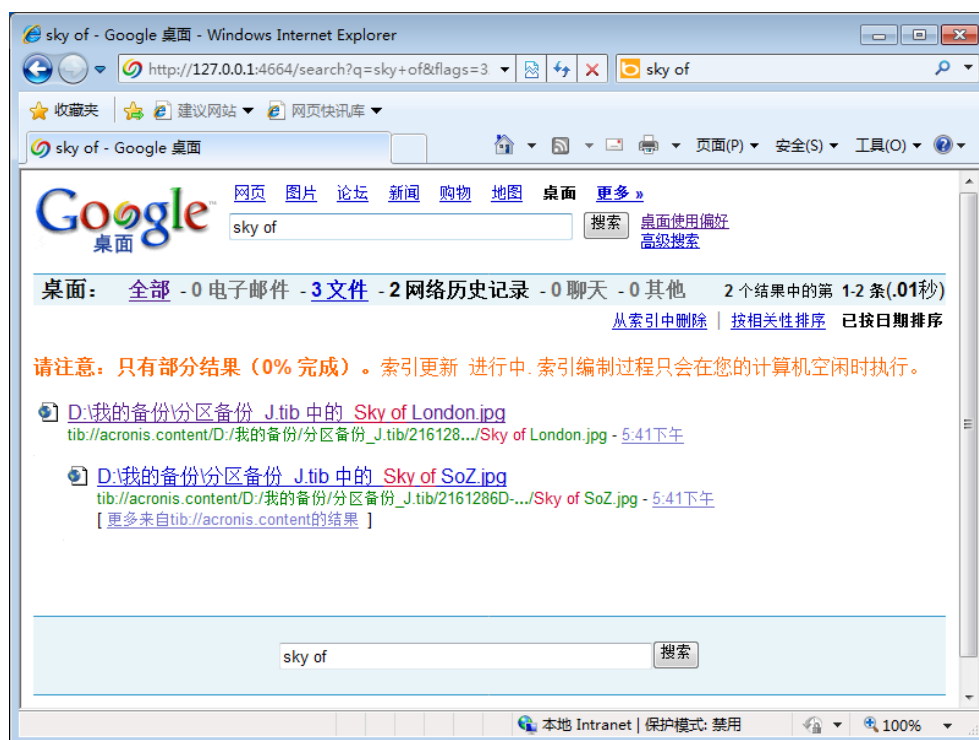 sky of - Google 桌面 - Windows Internet Explorer
http://127.0.0.1:4664/search?q=sky+of&flags=3 sky of
收藏夹 建议网站 网页快讯库
sky of - Google 桌面 页面(P) 安全(S) 工具(O)
Google 桌面
网页 图片 论坛 新闻 购物 地图 桌面 更多 »
sky of 搜索 桌面使用偏好
高级搜索
桌面： 全部 - 0 电子邮件 - 3 文件 - 2 网络历史记录 - 0 聊天 - 0 其他 2 个结果中的第 1-2 条(.01秒)
从索引中删除 | 按相关性排序 已按日期排序
请注意：只有部分结果（0% 完成）。索引更新 进行中. 索引编制过程只会在您的计算机空闲时执行。
D:\我的备份\分区备份_J.tib 中的_Sky of London.jpg
tib://acronis.content/D:/我的备份/分区备份_J.tib/216128.../Sky of London.jpg - 5:41下午
D:\我的备份\分区备份_J.tib 中的_Sky of SoZ.jpg
tib://acronis.content/D:/我的备份/分区备份_J.tib/2161286D-.../Sky of SoZ.jpg - 5:41下午
[ 更多来自tib://acronis.content的结果 ]
sky of 搜索
本地 Intranet | 保护模式: 禁用 100%